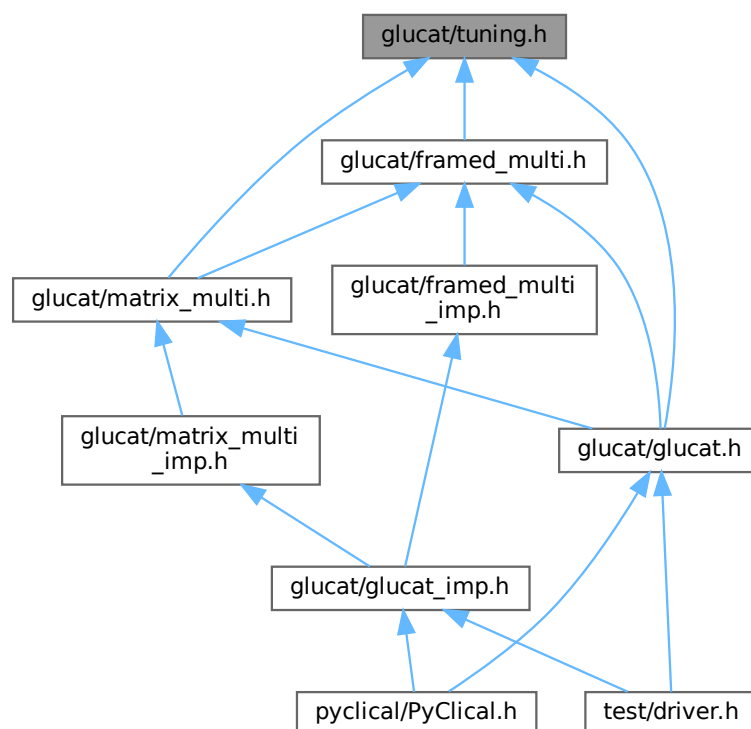 glucat/tuning.h
glucat/framed_multi.h
glucat/matrix_multi.h
glucat/framed_multi
_imp.h
glucat/matrix_multi
_imp.h
glucat/glucat.h
glucat/glucat_imp.h
pyclical/PyClical.h
test/driver.h